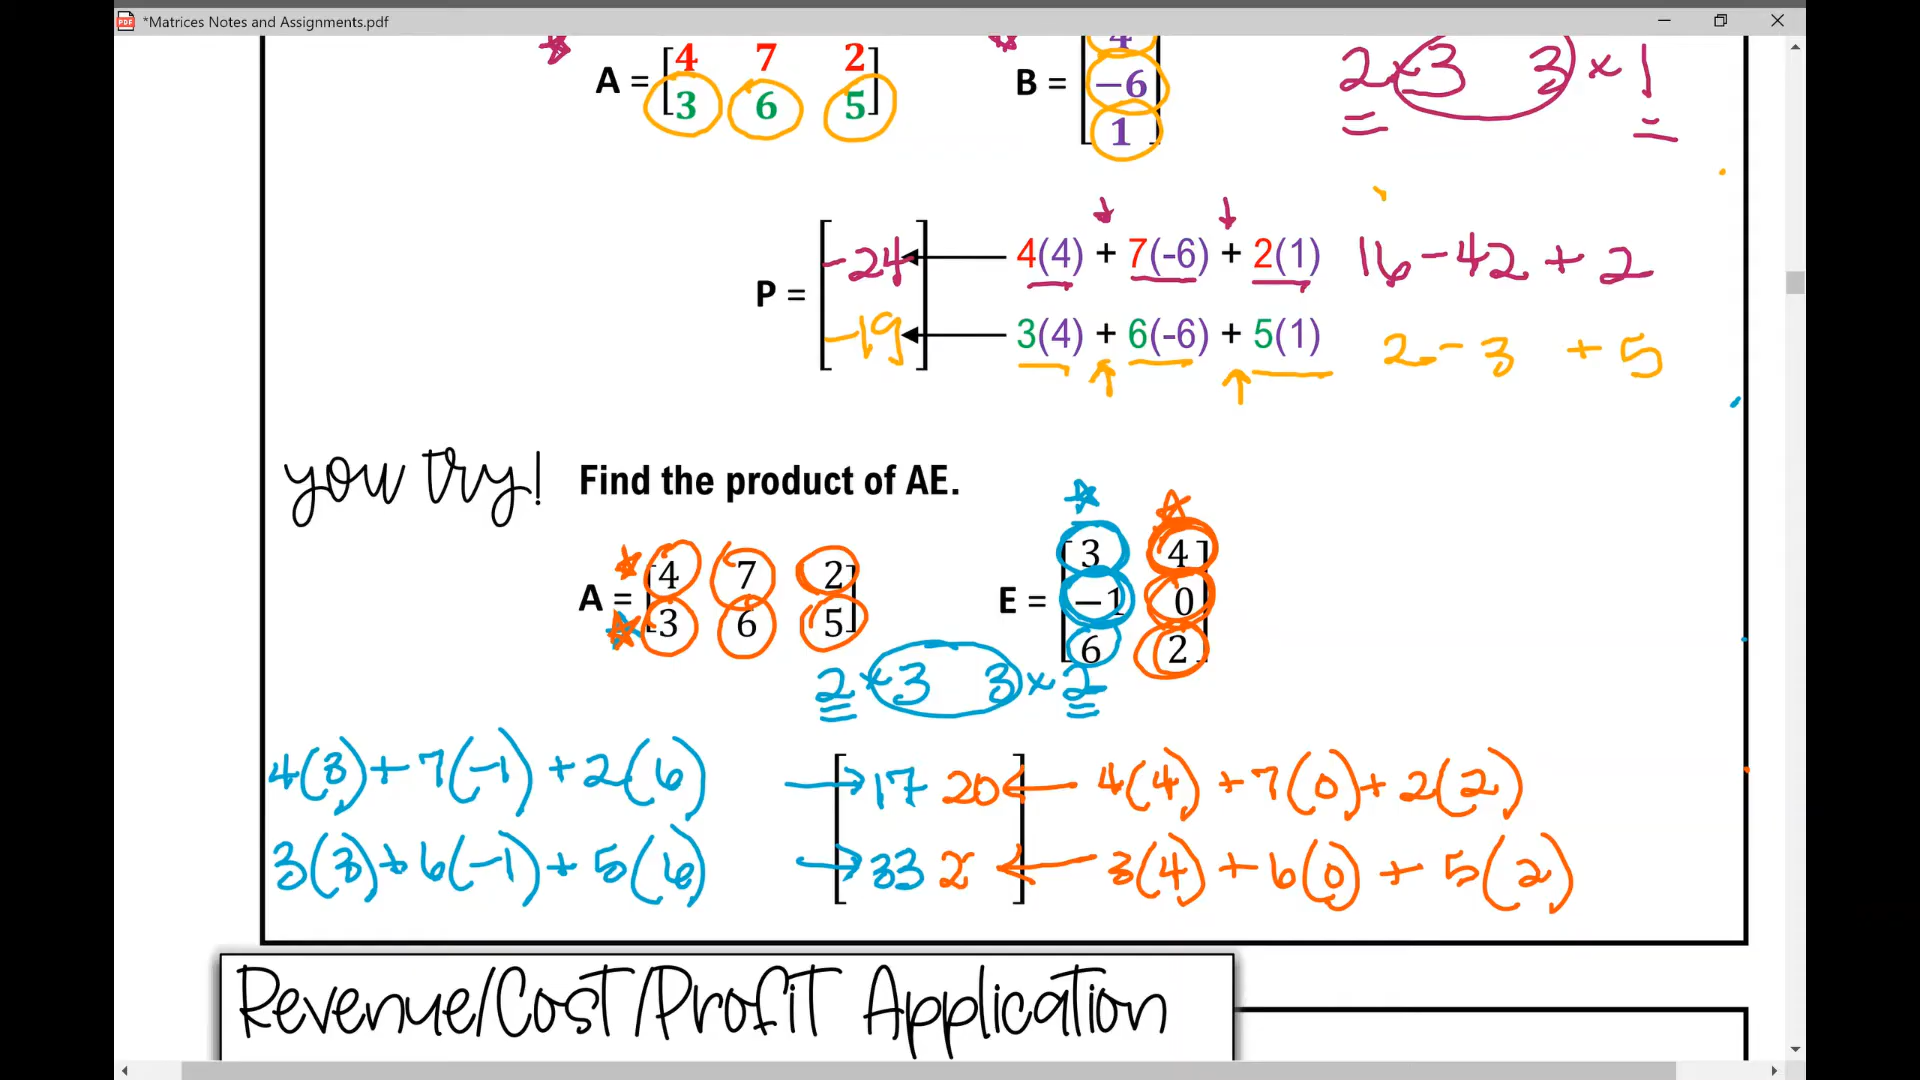 *Matrices Notes and Assignments.pdf
A = [4 7 2
3 6 5]
B = [4
−6
1]
2×3 3×1
P = [−24 ← 4(4) + 7(-6) + 2(1) 16 − 42 + 2
−19] ← 3(4) + 6(-6) + 5(1) 2 − 3 + 5
you try! Find the product of AE.
A = [4 7 2
3 6 5]
E = [3 4
−1 0
6 2]
2×3 3×2
4(3)+7(−1)+2(6) → [17 20 ← 4(4)+7(0)+2(2)
3(3)+6(−1)+5(6) → 33 2 ] ← 3(4)+6(0)+5(2)
Revenue/Cost/Profit Application